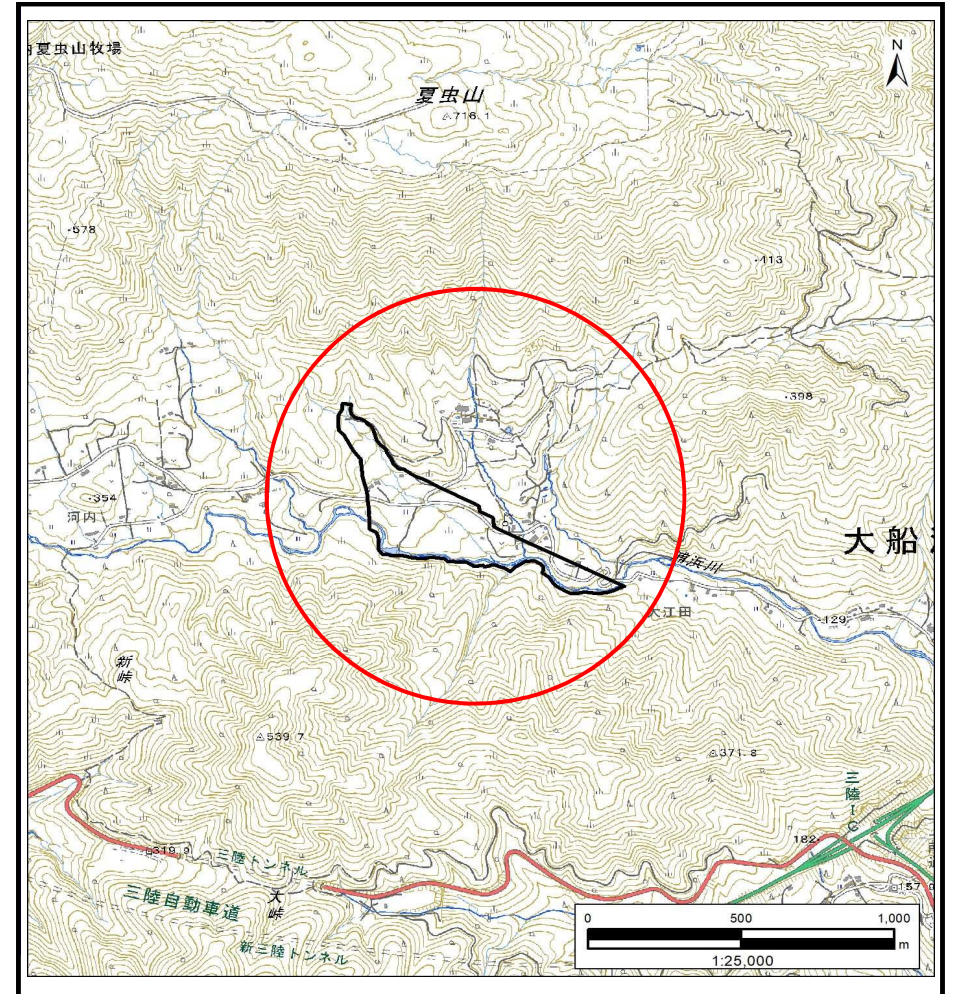 夏虫山牧場
N
夏虫山
716.1
578
413
398
354
河内
大船
浜川
大江田
129
新峠
539.7
371.8
三陸IC
182
319.9
三陸トンネル
157.0
三陸自動車道
大峠
新三陸トンネル
0 500 1,000
m
1:25,000